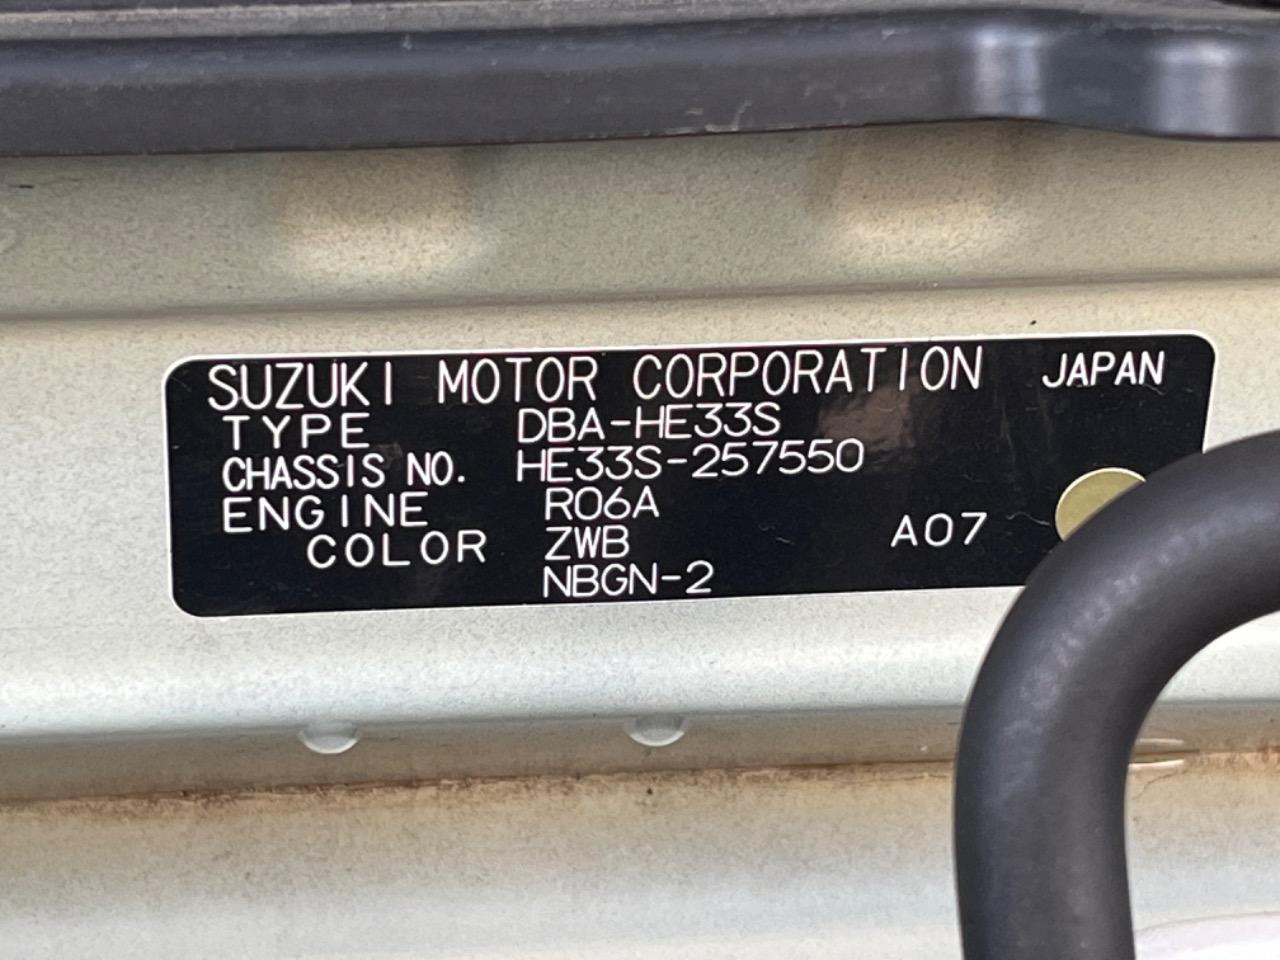 SUZUKI MOTOR CORPORATION JAPAN
TYPE DBA-HE33S
CHASSIS NO. HE33S-257550
ENGINE R06A
COLOR ZWB A07
NBGN-2